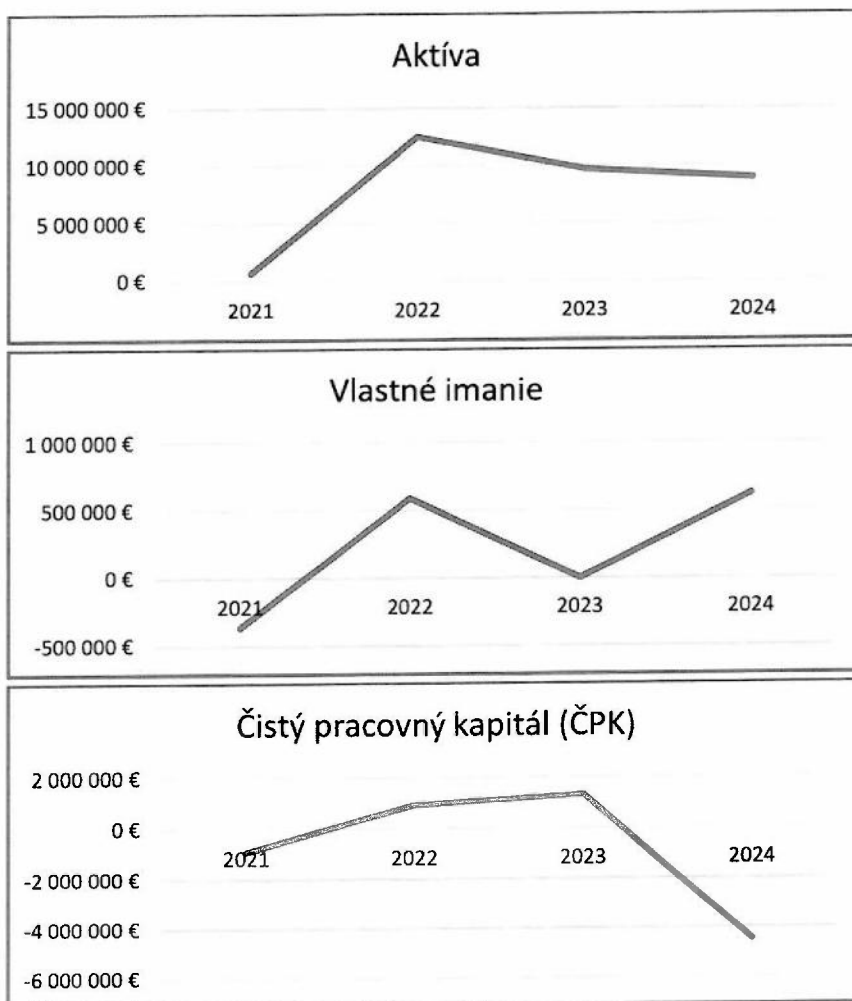 Aktíva
15 000 000 €
10 000 000 €
5 000 000 €
0 €
2021 2022 2023 2024
Vlastné imanie
1 000 000 €
500 000 €
0 €
2021 2022 2023 2024
-500 000 €
Čistý pracovný kapitál (ČPK)
2 000 000 €
0 €
2021 2022 2023 2024
-2 000 000 €
-4 000 000 €
-6 000 000 €